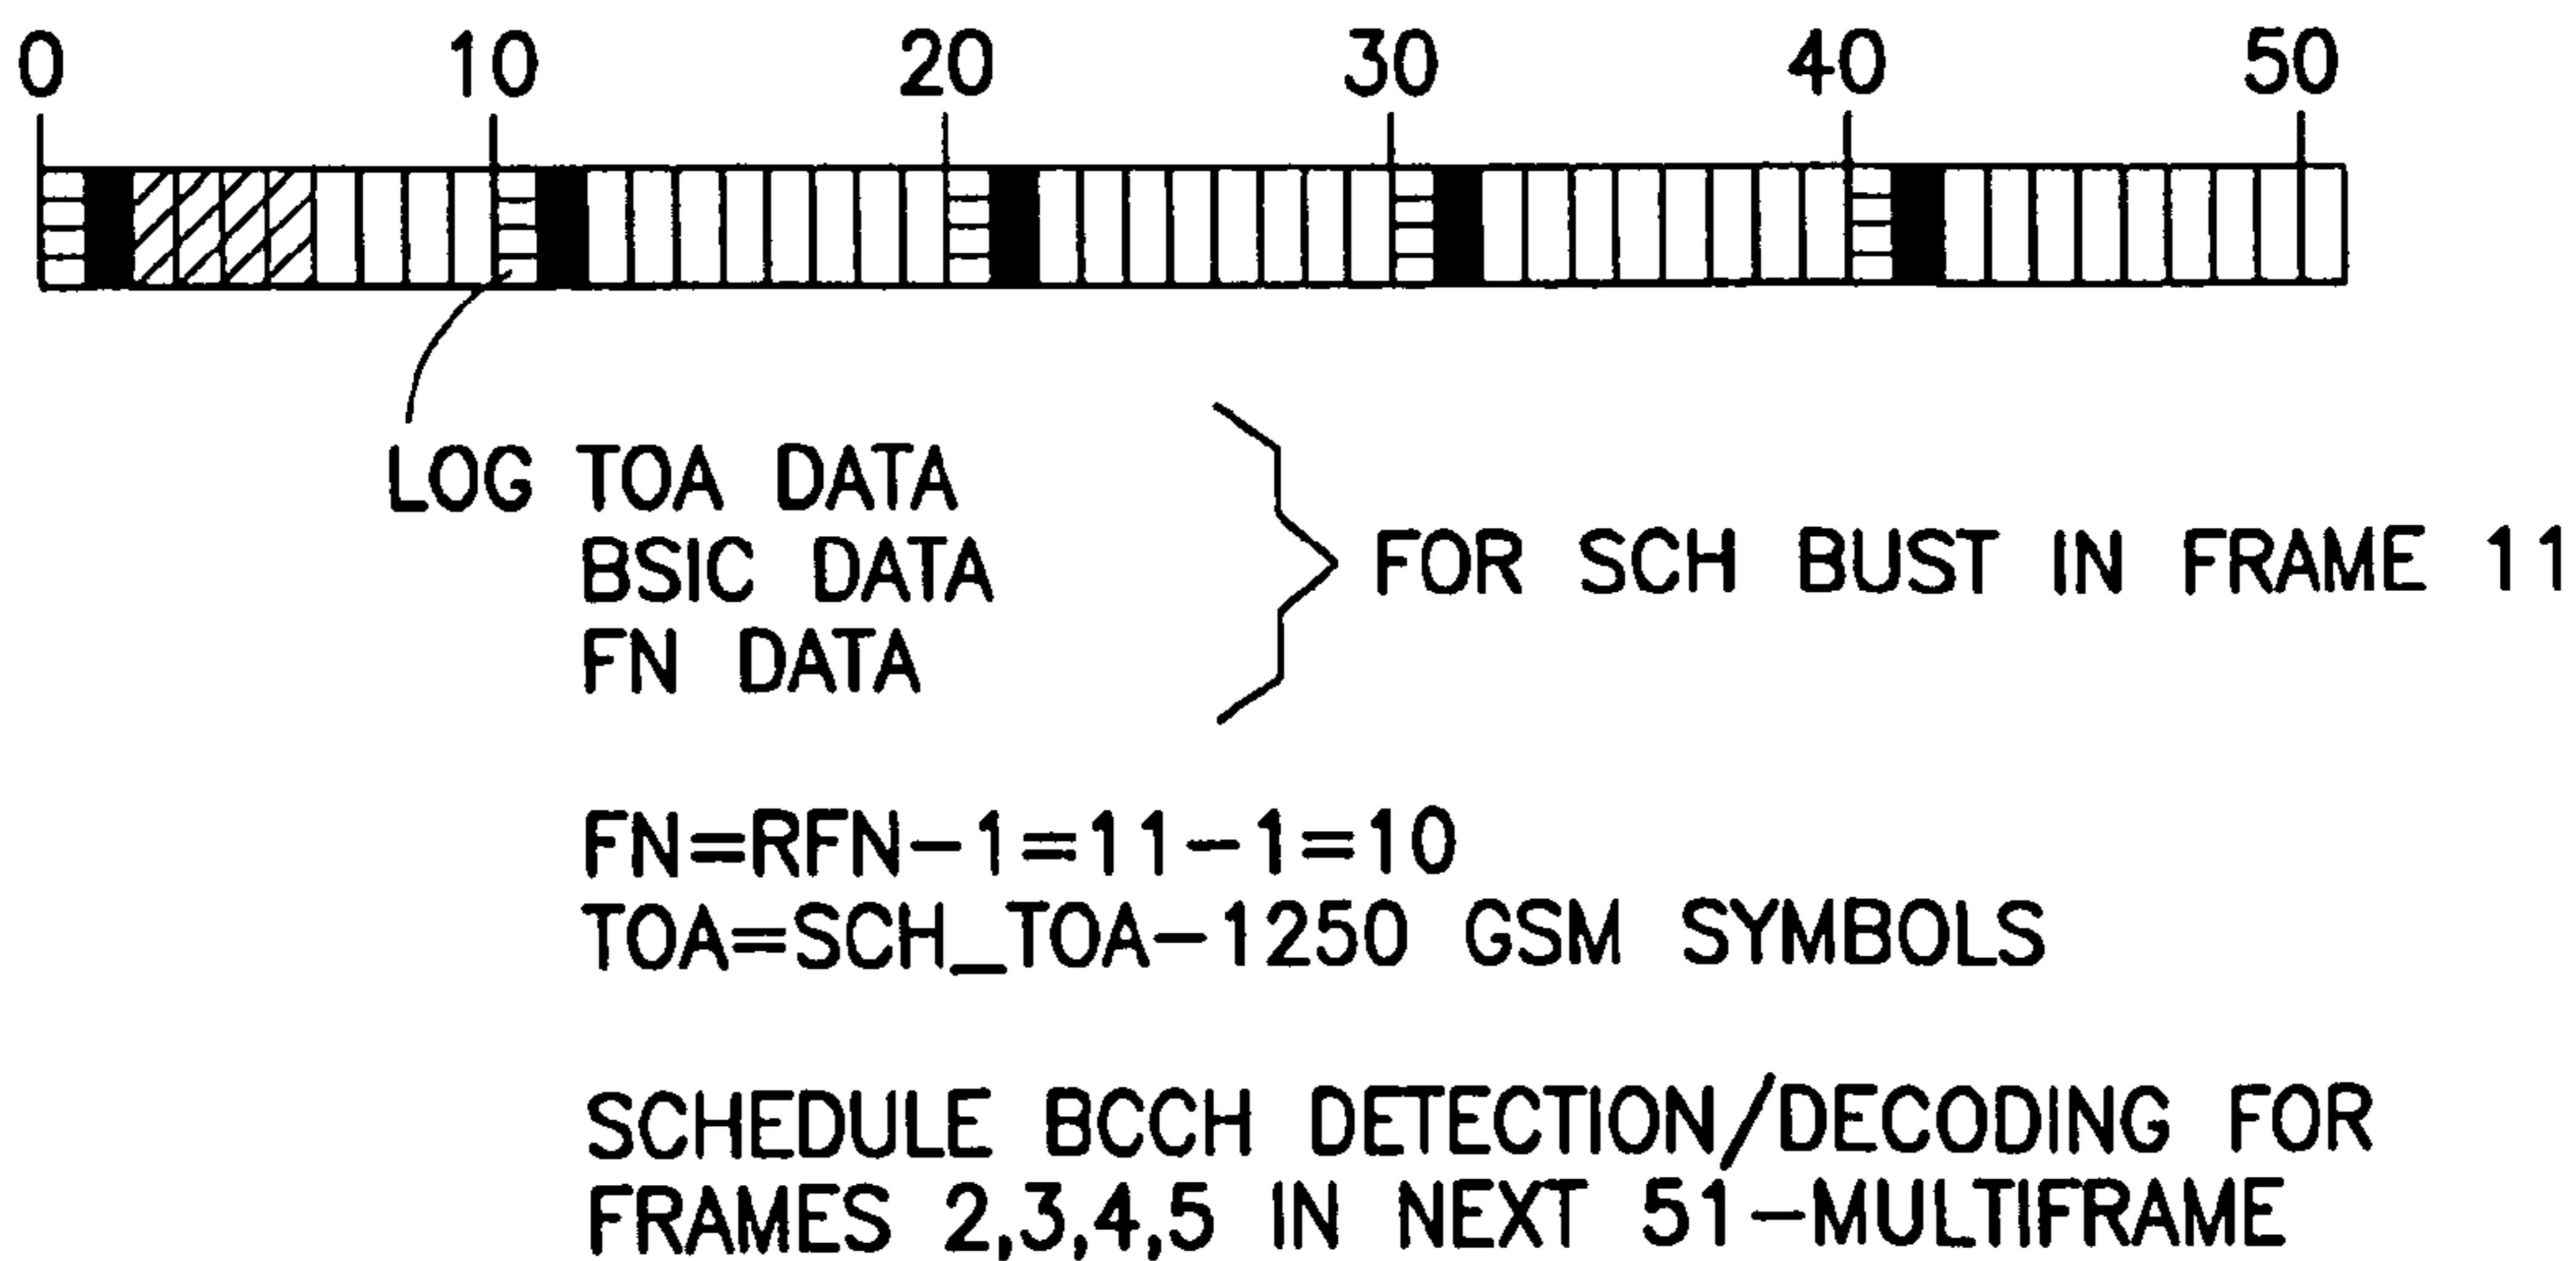 0 10 20 30 40 50
LOG TOA DATA
BSIC DATA
FN DATA
FOR SCH BUST IN FRAME 11
FN=RFN-1=11-1=10
TOA=SCH_TOA-1250 GSM SYMBOLS
SCHEDULE BCCH DETECTION/DECODING FOR
FRAMES 2,3,4,5 IN NEXT 51-MULTIFRAME